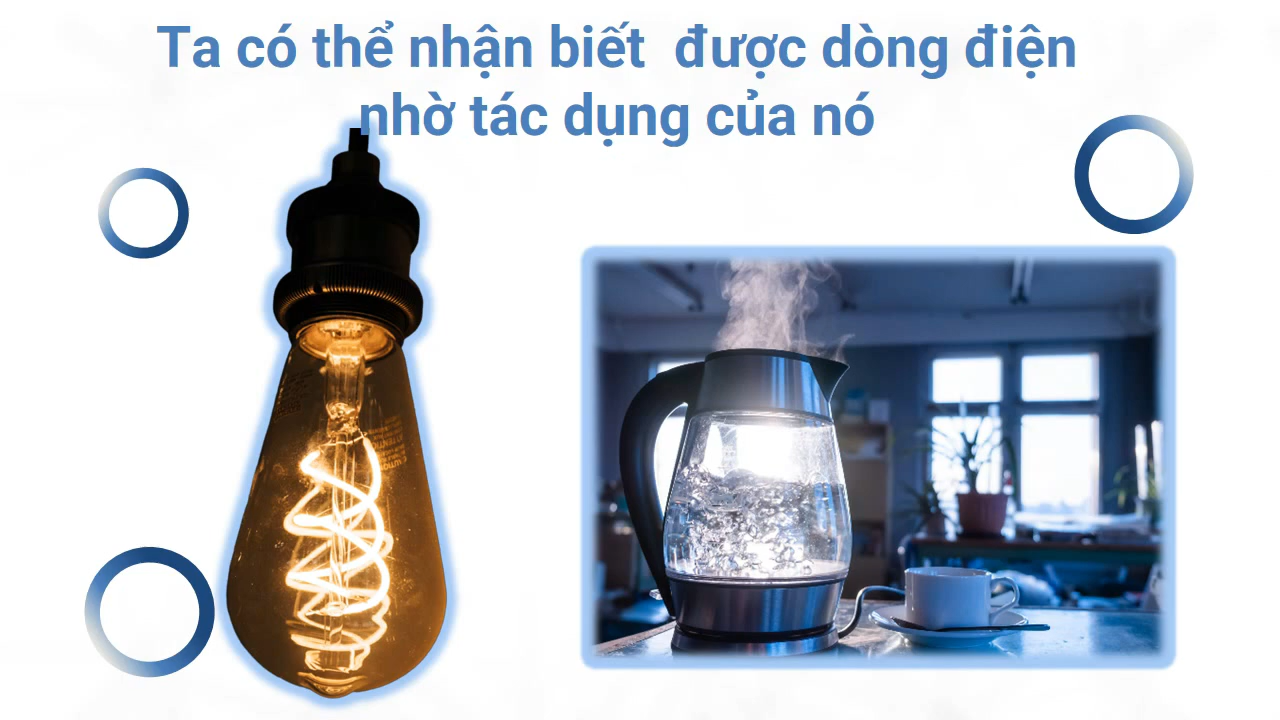 Ta có thể nhận biết  được dòng điện
nhờ tác dụng của nó